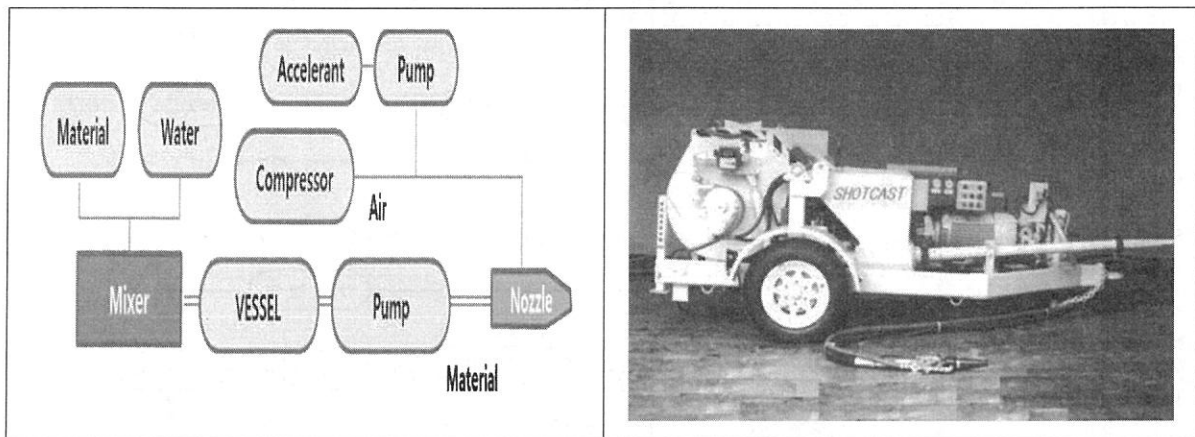 Accelerant
Pump
Material
Water
Compressor
Air
Mixer
VESSEL
Pump
Nozzle
Material
SHOTCAST